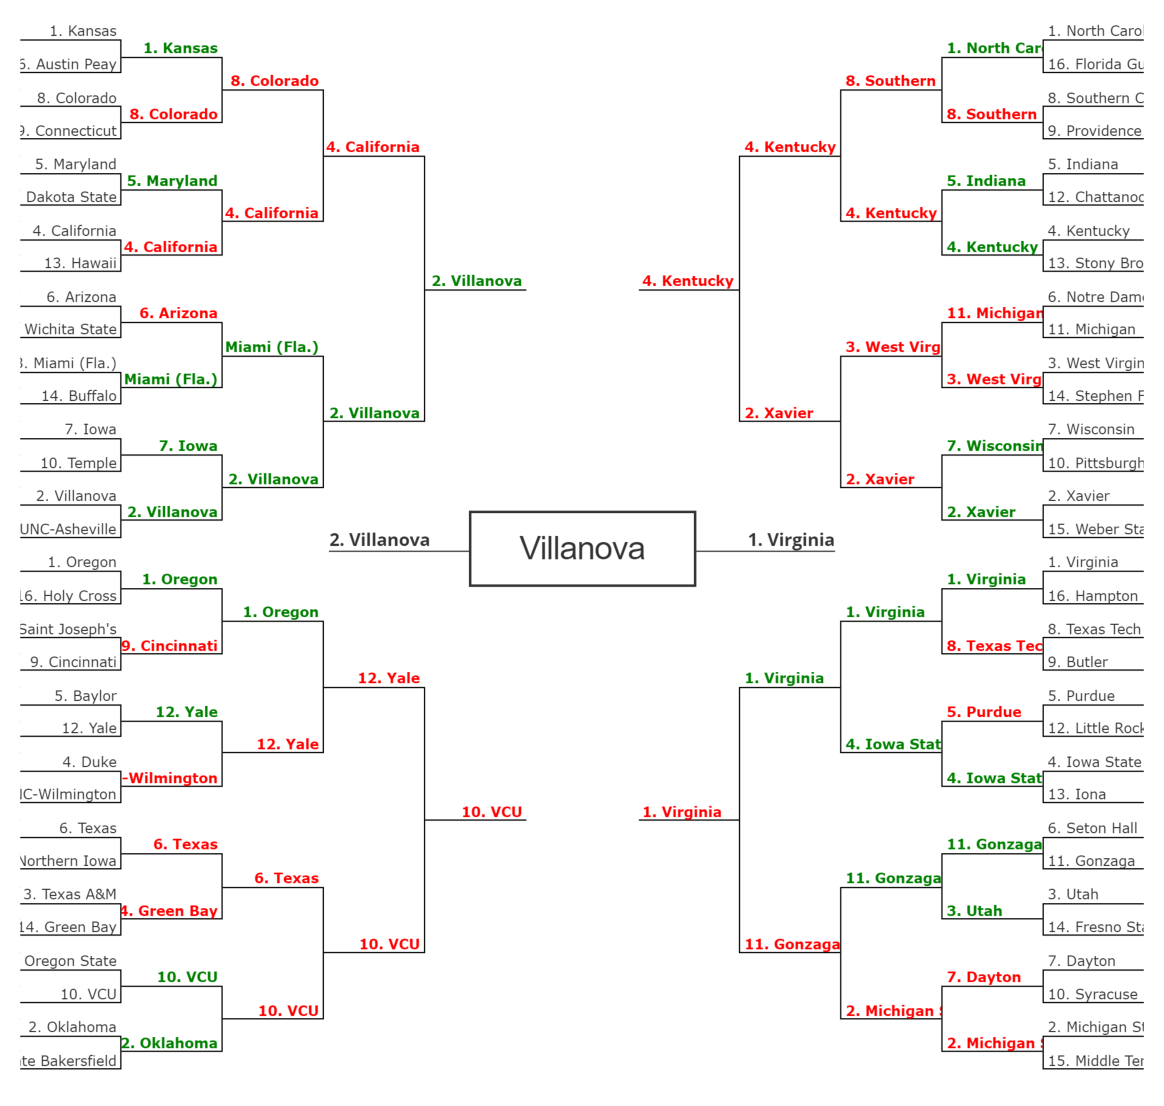 1. Kansas
Austin Peay
8. Colorado
9. Connecticut
5. Maryland
Dakota State
4. California
13. Hawaii
6. Arizona
Wichita State
Miami (Fla.)
14. Buffalo
7. Iowa
10. Temple
2. Villanova
UNC-Asheville
1. Oregon
16. Holy Cross
Saint Joseph's
9. Cincinnati
5. Baylor
12. Yale
4. Duke
NC-Wilmington
6. Texas
Northern Iowa
3. Texas A&M
14. Green Bay
Oregon State
10. VCU
2. Oklahoma
te Bakersfield
1. Kansas
8. Colorado
5. Maryland
4. California
6. Arizona
Miami (Fla.)
7. Iowa
2. Villanova
1. Oregon
9. Cincinnati
12. Yale
-Wilmington
6. Texas
4. Green Bay
10. VCU
2. Oklahoma
8. Colorado
4. California
Miami (Fla.)
2. Villanova
1. Oregon
12. Yale
6. Texas
10. VCU
4. California
2. Villanova
12. Yale
10. VCU
2. Villanova
10. VCU
2. Villanova
Villanova
1. Virginia
4. Kentucky
1. Virginia
4. Kentucky
2. Xavier
1. Virginia
11. Gonzaga
8. Southern
4. Kentucky
3. West Virg
2. Xavier
1. Virginia
4. Iowa Stat
11. Gonzaga
2. Michigan
1. North Car
8. Southern
5. Indiana
4. Kentucky
11. Michigan
3. West Virg
7. Wisconsin
2. Xavier
1. Virginia
8. Texas Tec
5. Purdue
4. Iowa Stat
11. Gonzaga
3. Utah
7. Dayton
2. Michigan
1. North Carol
16. Florida Gu
8. Southern C
9. Providence
5. Indiana
12. Chattanoo
4. Kentucky
13. Stony Bro
6. Notre Dame
11. Michigan
3. West Virgin
14. Stephen F
7. Wisconsin
10. Pittsburgh
2. Xavier
15. Weber Sta
1. Virginia
16. Hampton
8. Texas Tech
9. Butler
5. Purdue
12. Little Rock
4. Iowa State
13. Iona
6. Seton Hall
11. Gonzaga
3. Utah
14. Fresno Sta
7. Dayton
10. Syracuse
2. Michigan St
15. Middle Ter